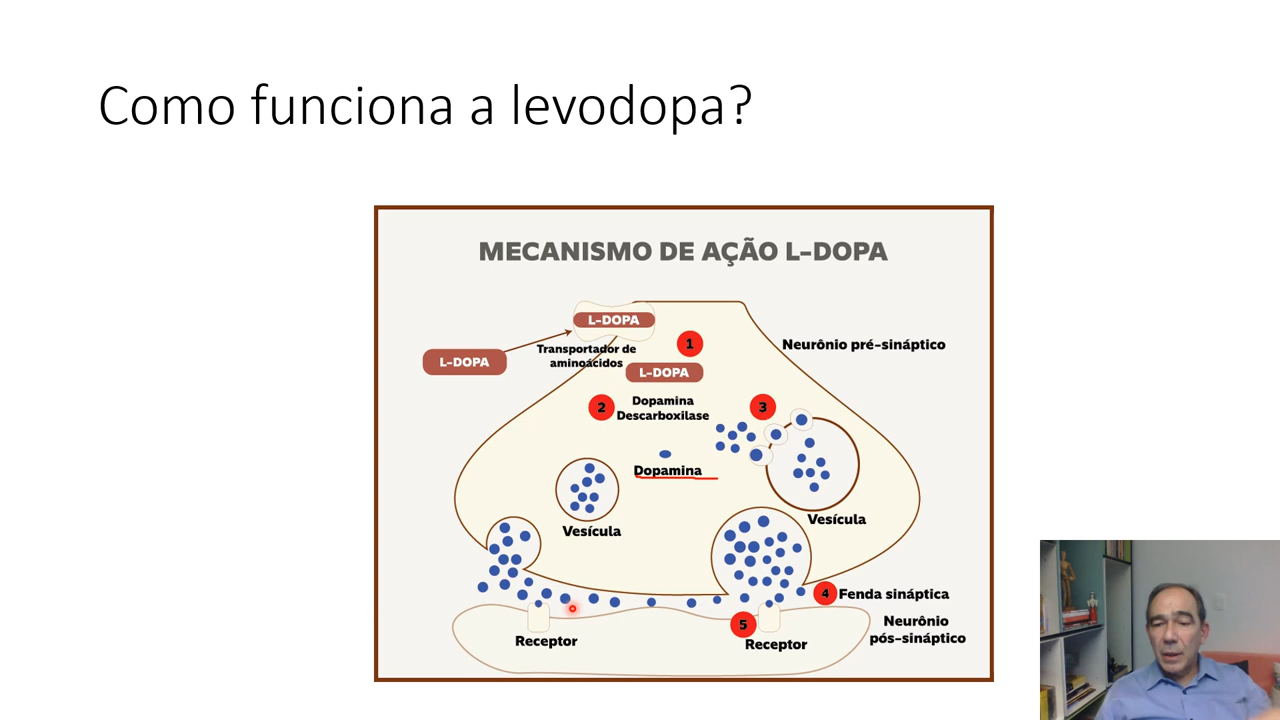 Como funciona a levodopa?
MECANISMO DE AÇÃO L-DOPA
L-DOPA
L-DOPA
Transportador de
aminoácidos
1
L-DOPA
Neurônio pré-sináptico
2
Dopamina
Descarboxilase
3
Dopamina
Vesícula
Vesícula
4
Fenda sináptica
5
Receptor
Receptor
Neurônio
pós-sináptico